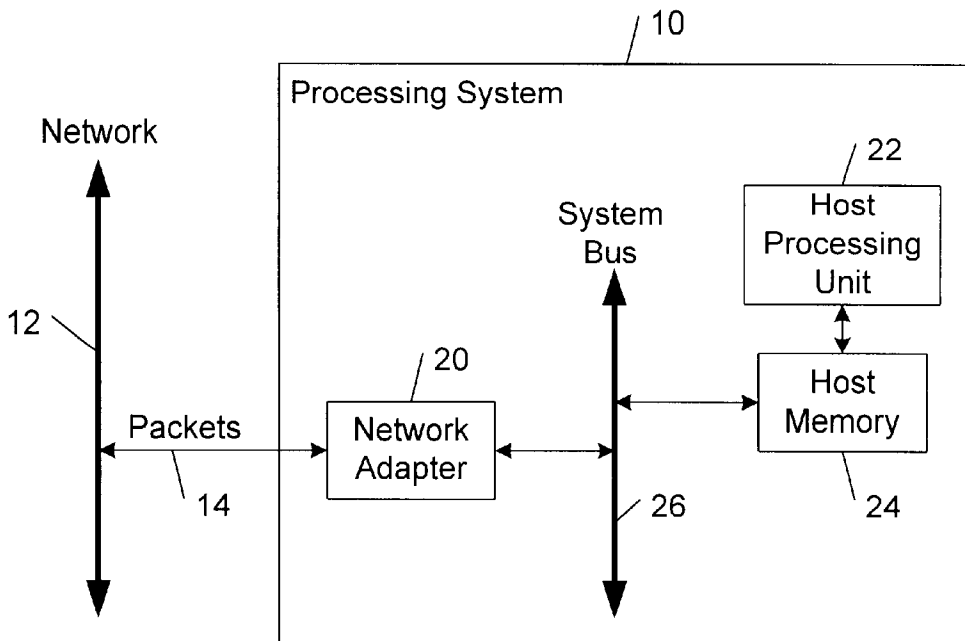 10
Processing System
Network
22
Host
Processing
Unit
System
Bus
12
20
Host
Memory
Packets
Network
Adapter
14
26
24